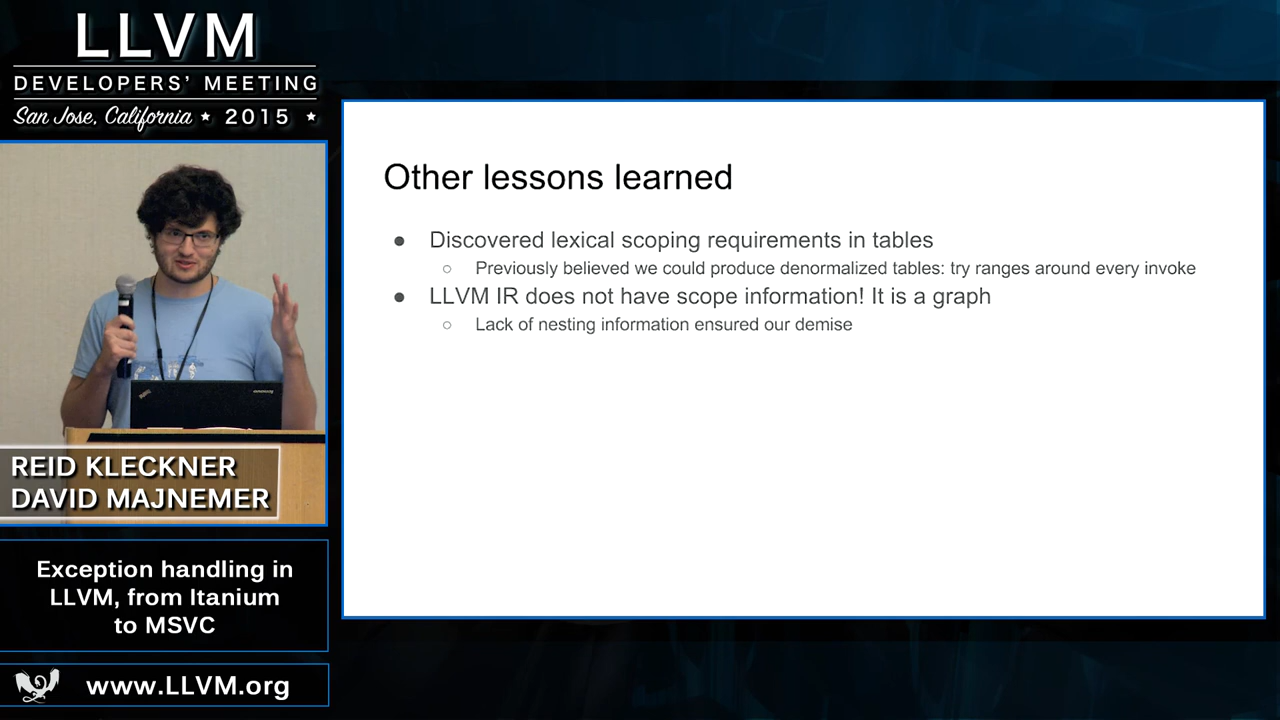 LLVM
DEVELOPERS' MEETING
San Jose, California ★ 2015 ★
REID KLECKNER
DAVID MAJNEMER
Exception handling in
LLVM, from Itanium
to MSVC
www.LLVM.org
Other lessons learned
● Discovered lexical scoping requirements in tables
○ Previously believed we could produce denormalized tables: try ranges around every invoke
● LLVM IR does not have scope information! It is a graph
○ Lack of nesting information ensured our demise